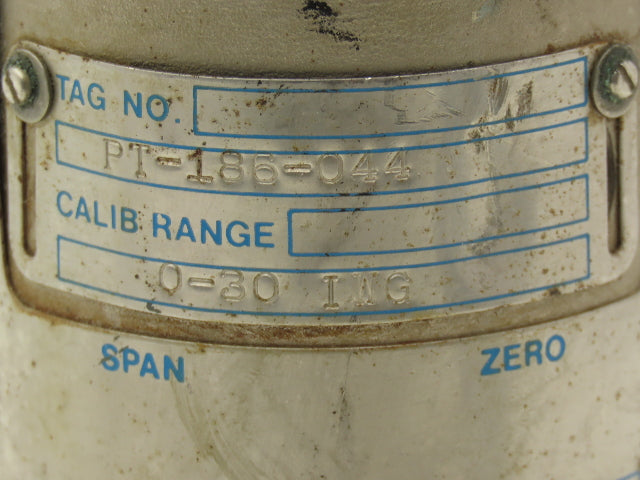 TAG NO.
PT-186-044
CALIB RANGE
0-30 IWG
SPAN ZERO